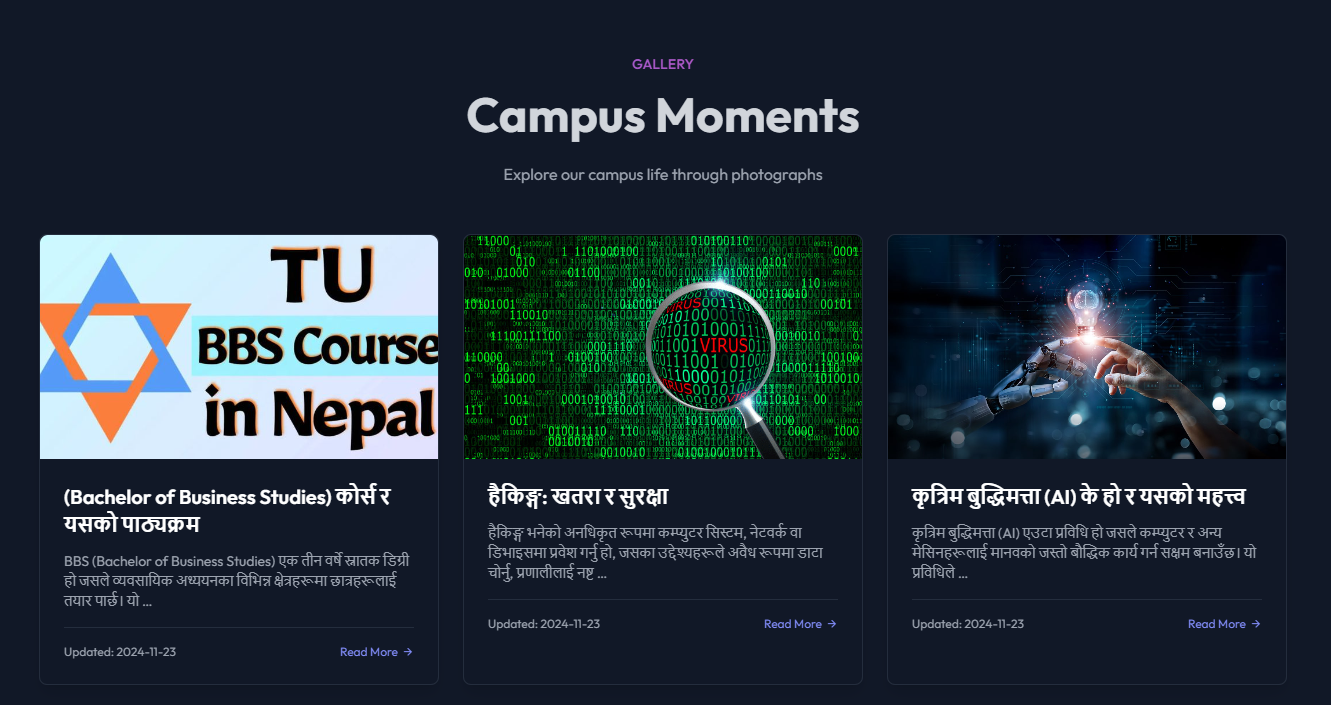 GALLERY
Campus Moments
Explore our campus life through photographs
TU
BBS Course
in Nepal
VIRUS
(Bachelor of Business Studies) कोर्स र
यसको पाठ्यक्रम
BBS (Bachelor of Business Studies) एक तीन वर्षे स्नातक डिग्री
हो जसले व्यवसायिक अध्ययनका विभिन्न क्षेत्रहरूमा छात्रहरूलाई
तयार पार्छ। यो ...
Updated: 2024-11-23
Read More →
हैकिङ्ग: खतरा र सुरक्षा
हैकिङ्ग भनेको अनधिकृत रूपमा कम्प्युटर सिस्टम, नेटवर्क वा
डिभाइसमा प्रवेश गर्नु हो, जसका उद्देश्यहरूले अवैध रूपमा डाटा
चोर्नु, प्रणालीलाई नष्ट ...
Updated: 2024-11-23
Read More →
कृत्रिम बुद्धिमत्ता (AI) के हो र यसको महत्त्व
कृत्रिम बुद्धिमत्ता (AI) एउटा प्रविधि हो जसले कम्प्युटर र अन्य
मेसिनहरूलाई मानवको जस्तो बौद्धिक कार्य गर्न सक्षम बनाउँछ। यो
प्रविधिले ...
Updated: 2024-11-23
Read More →